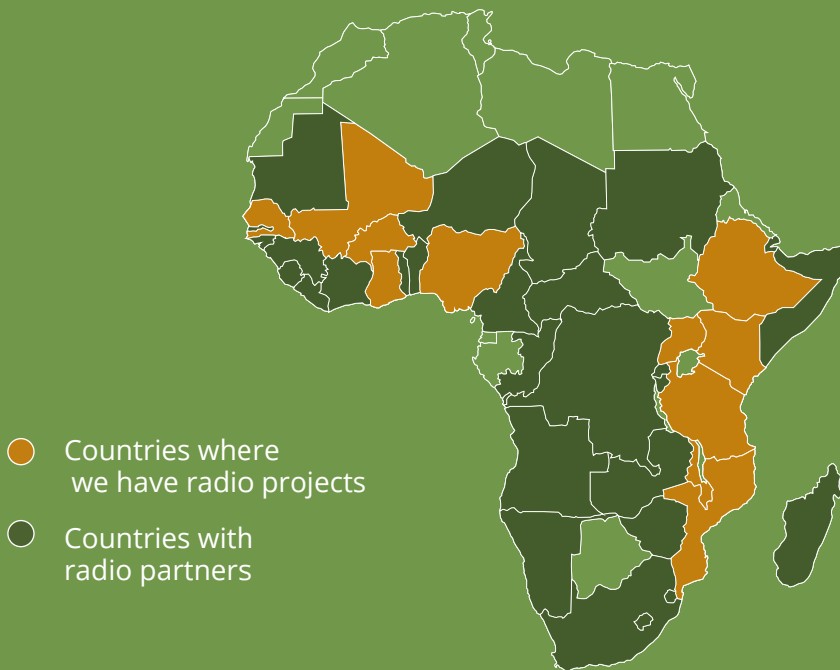 Countries where
we have radio projects
Countries with
radio partners